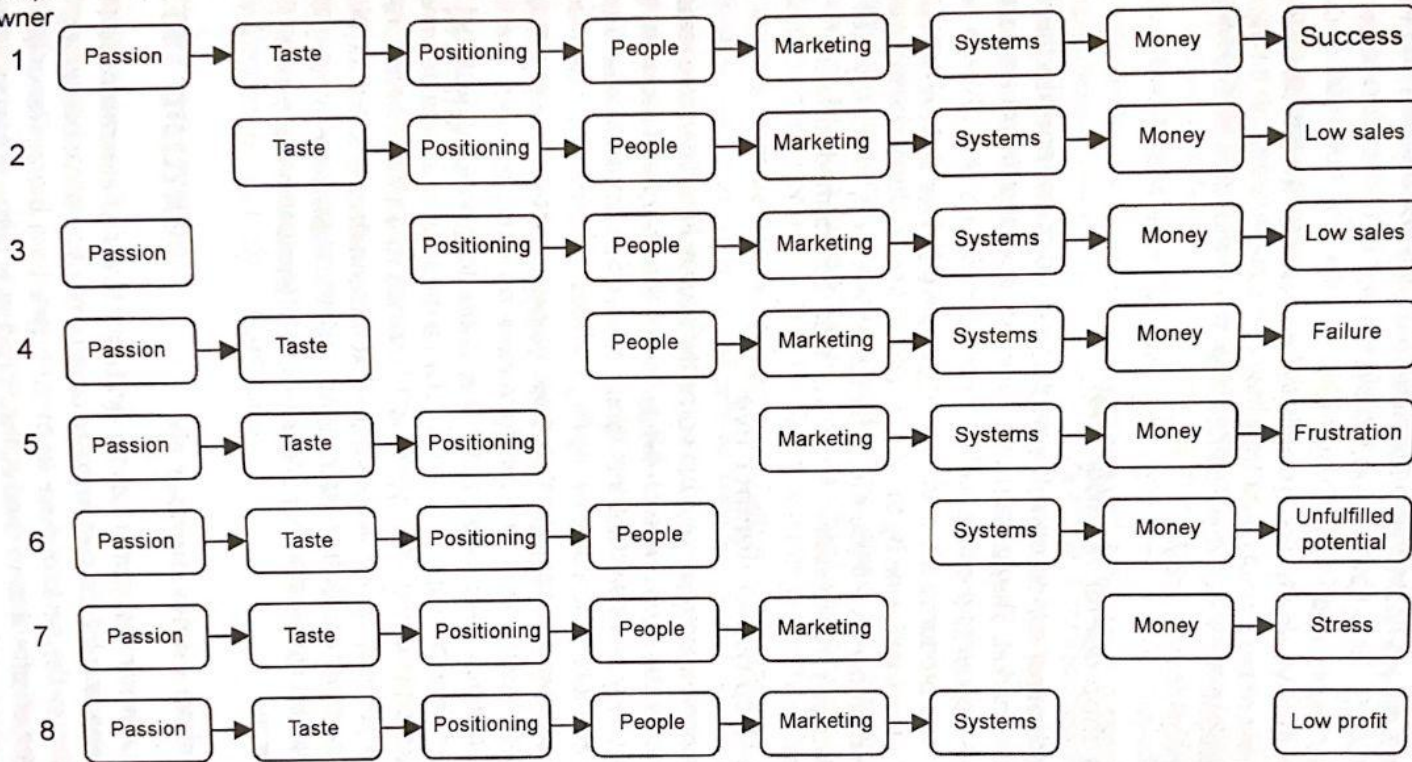 owner
1 Passion Taste Positioning People Marketing Systems Money Success
2 Taste Positioning People Marketing Systems Money Low sales
3 Passion Positioning People Marketing Systems Money Low sales
4 Passion Taste People Marketing Systems Money Failure
5 Passion Taste Positioning Marketing Systems Money Frustration
6 Passion Taste Positioning People Systems Money Unfulfilled
potential
7 Passion Taste Positioning People Marketing Money Stress
8 Passion Taste Positioning People Marketing Systems Low profit